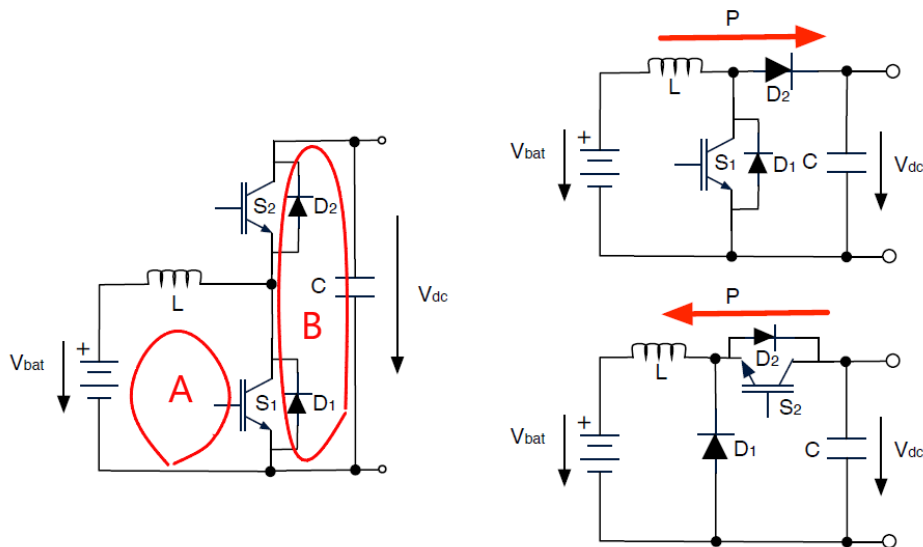 S2
D2
B
C
Vdc
L
Vbat
+
A
S1
D1
P
L
D2
Vbat
+
S1
D1
C
Vdc
P
L
D2
S2
Vbat
+
D1
C
Vdc